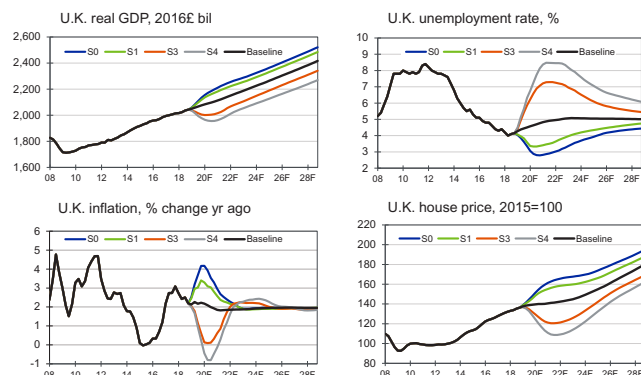 U.K. real GDP, 2016£ bil
S0 S1 S3 S4 Baseline
2,600
2,400
2,200
2,000
1,800
1,600
08 10 12 14 16 18 20F 22F 24F 26F 28F
U.K. unemployment rate, %
S0 S1 S3 S4 Baseline
10
9
8
7
6
5
4
3
2
08 10 12 14 16 18 20F 22F 24F 26F 28F
U.K. inflation, % change yr ago
S0 S1 S3 S4 Baseline
6
5
4
3
2
1
0
-1
08 10 12 14 16 18 20F 22F 24F 26F 28F
U.K. house price, 2015=100
S0 S1 S3 S4 Baseline
220
200
180
160
140
120
100
80
08 10 12 14 16 18 20F 22F 24F 26F 28F